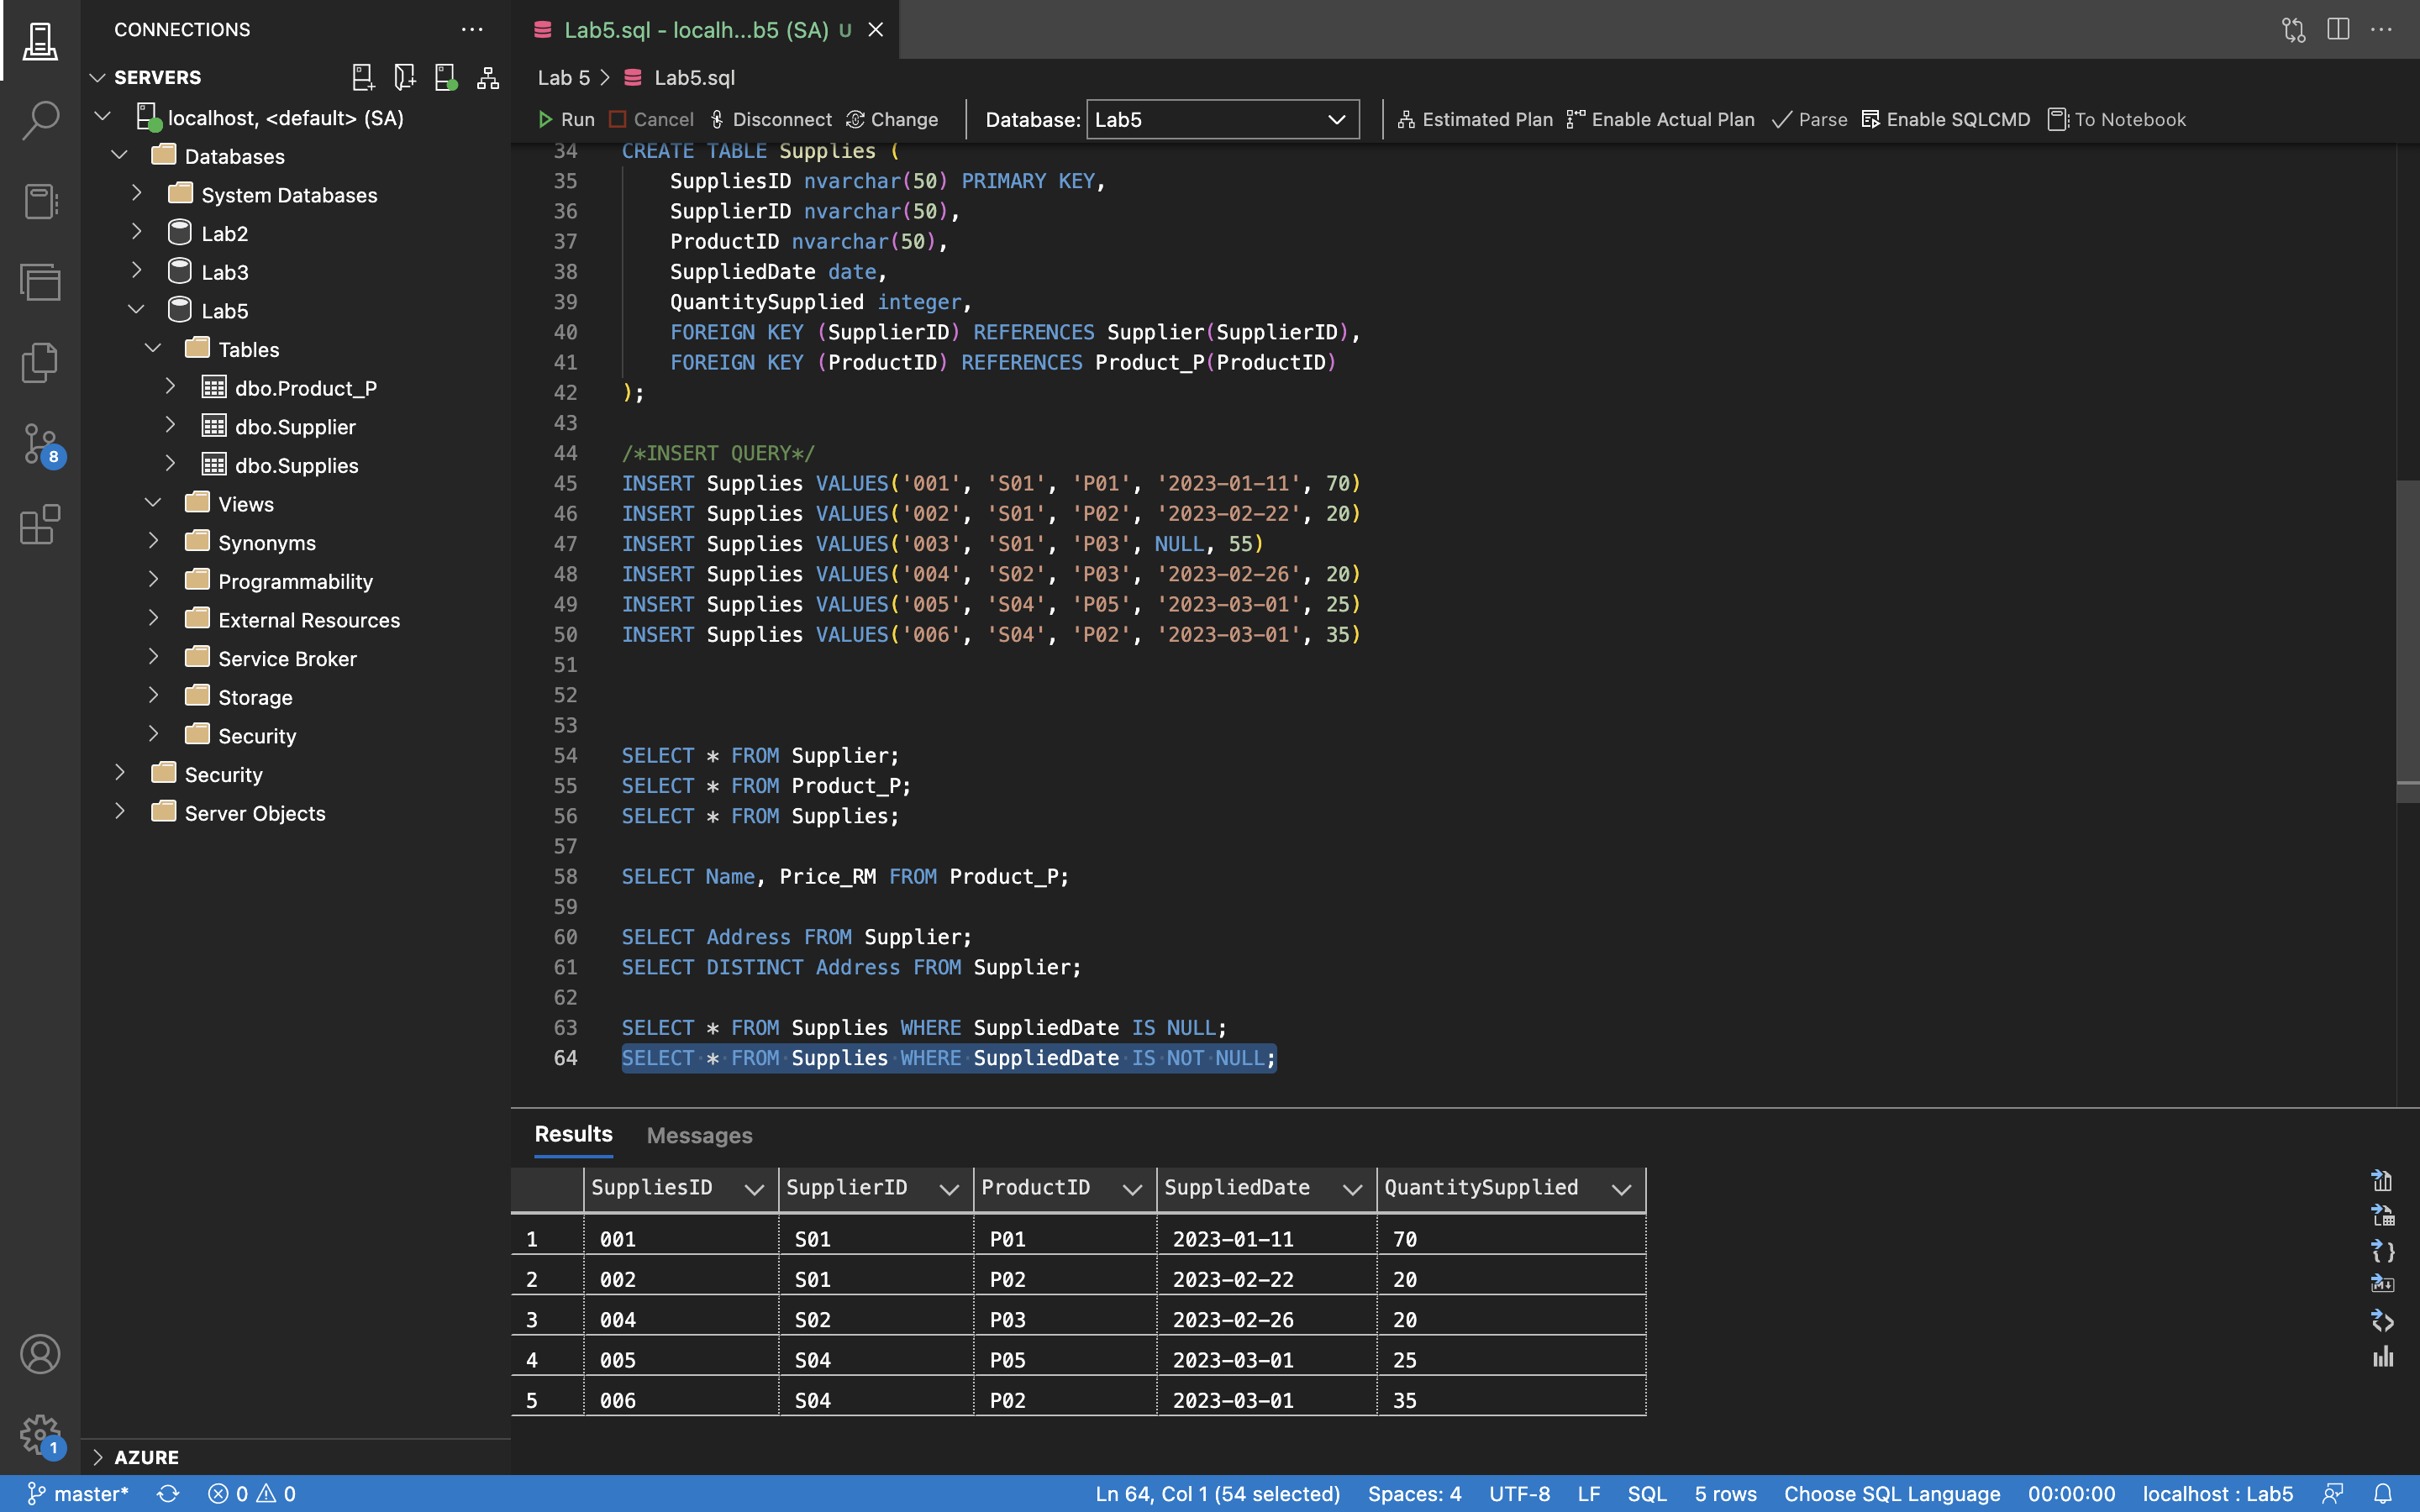 CONNECTIONS
SERVERS
localhost, <default> (SA)
Databases
System Databases
Lab2
Lab3
Lab5
Tables
dbo.Product_P
dbo.Supplier
dbo.Supplies
Views
Synonyms
Programmability
External Resources
Service Broker
Storage
Security
Security
Server Objects
AZURE
8
1
Lab5.sql - localh...b5 (SA) U
Lab 5 > Lab5.sql
Run Cancel Disconnect Change Database: Lab5 Estimated Plan Enable Actual Plan Parse Enable SQLCMD To Notebook
34 CREATE TABLE Supplies (
35 SuppliesID nvarchar(50) PRIMARY KEY,
36 SupplierID nvarchar(50),
37 ProductID nvarchar(50),
38 SuppliedDate date,
39 QuantitySupplied integer,
40 FOREIGN KEY (SupplierID) REFERENCES Supplier(SupplierID),
41 FOREIGN KEY (ProductID) REFERENCES Product_P(ProductID)
42 );
43
44 /*INSERT QUERY*/
45 INSERT Supplies VALUES('001', 'S01', 'P01', '2023-01-11', 70)
46 INSERT Supplies VALUES('002', 'S01', 'P02', '2023-02-22', 20)
47 INSERT Supplies VALUES('003', 'S01', 'P03', NULL, 55)
48 INSERT Supplies VALUES('004', 'S02', 'P03', '2023-02-26', 20)
49 INSERT Supplies VALUES('005', 'S04', 'P05', '2023-03-01', 25)
50 INSERT Supplies VALUES('006', 'S04', 'P02', '2023-03-01', 35)
51
52
53
54 SELECT * FROM Supplier;
55 SELECT * FROM Product_P;
56 SELECT * FROM Supplies;
57
58 SELECT Name, Price_RM FROM Product_P;
59
60 SELECT Address FROM Supplier;
61 SELECT DISTINCT Address FROM Supplier;
62
63 SELECT * FROM Supplies WHERE SuppliedDate IS NULL;
64 SELECT * FROM Supplies WHERE SuppliedDate IS NOT NULL;
Results Messages
SuppliesID SupplierID ProductID SuppliedDate QuantitySupplied
1 001 S01 P01 2023-01-11 70
2 002 S01 P02 2023-02-22 20
3 004 S02 P03 2023-02-26 20
4 005 S04 P05 2023-03-01 25
5 006 S04 P02 2023-03-01 35
master* 0 0 Ln 64, Col 1 (54 selected) Spaces: 4 UTF-8 LF SQL 5 rows Choose SQL Language 00:00:00 localhost : Lab5